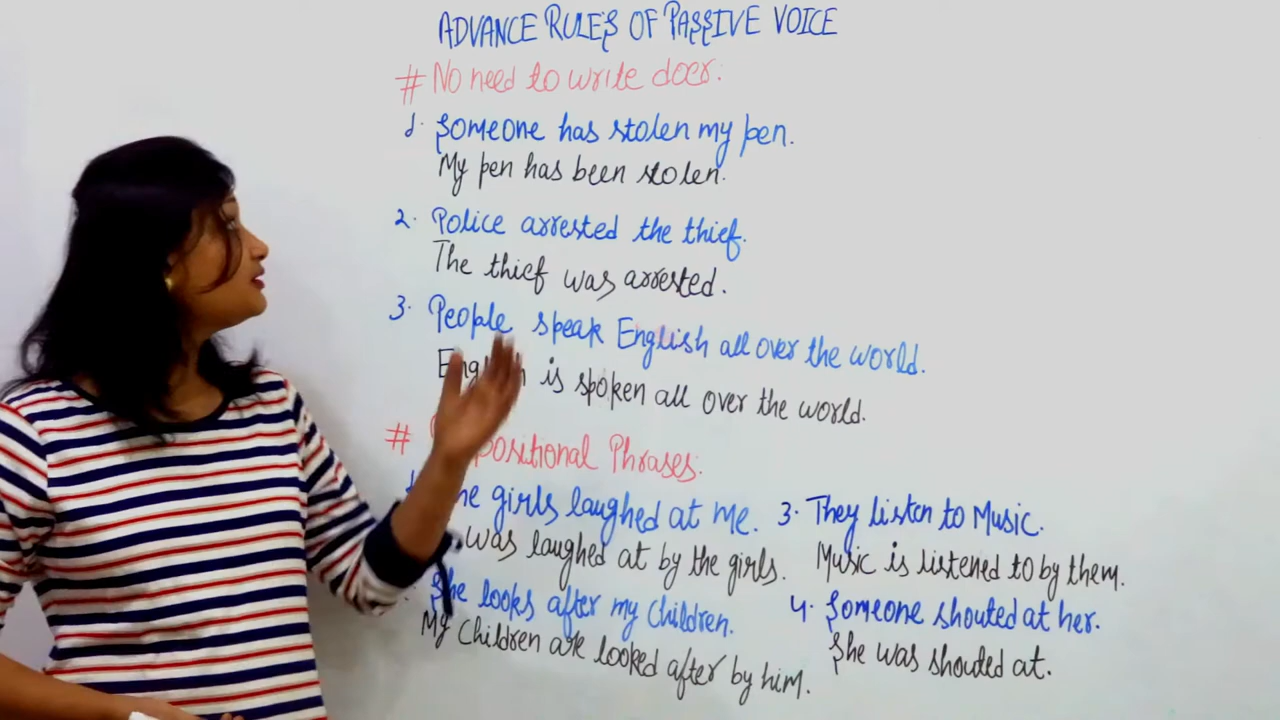 ADVANCE RULES OF PASSIVE VOICE
# No need to write doer:
1. Someone has stolen my pen.
My pen has been stolen.
2. Police arrested the thief.
The thief was arrested.
3. People speak English all over the world.
is spoken all over the world.
# Phrases:
girls laughed at me.
was laughed at by the girls.
She looks after my children.
My children are looked after by him.
3. They listen to Music.
Music is listened to by them.
4. Someone shouted at her.
She was shouted at.